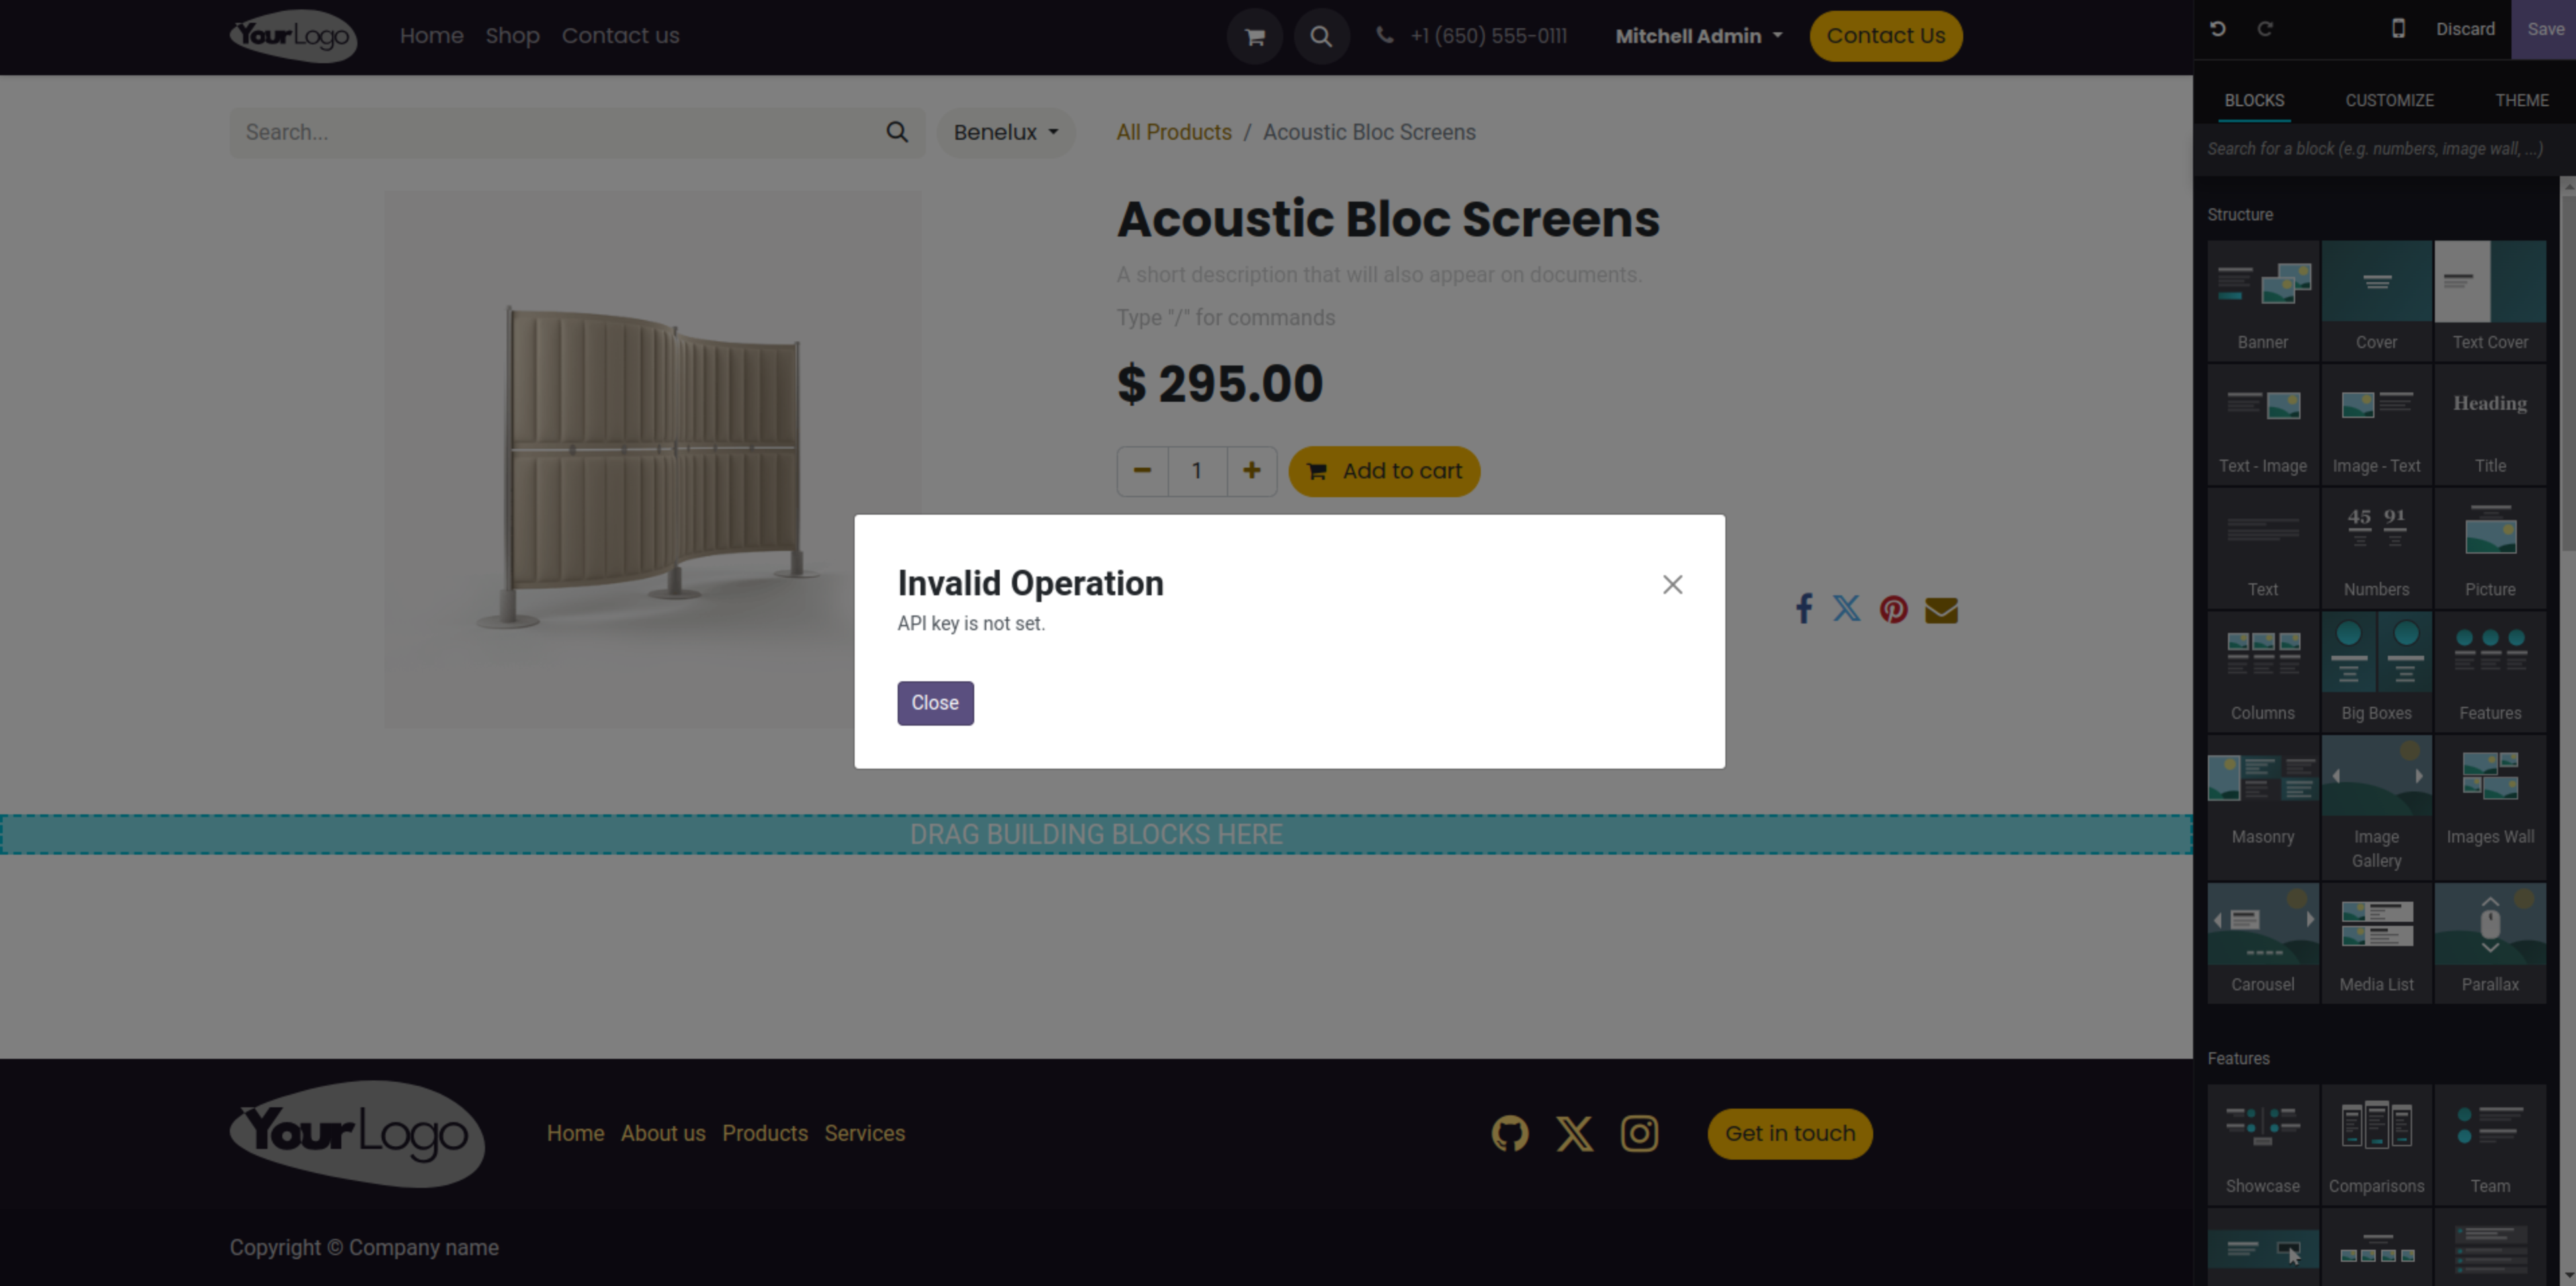 YourLogo
Home Shop Contact us
+1 (650) 555-0111
Mitchell Admin
Contact Us
Discard
Save
BLOCKS CUSTOMIZE THEME
Search for a block (e.g. numbers, image wall, ...)
Search...
Benelux
All Products / Acoustic Bloc Screens
Acoustic Bloc Screens
A short description that will also appear on documents.
Type "/" for commands
$ 295.00
1
Add to cart
Invalid Operation
API key is not set.
Close
DRAG BUILDING BLOCKS HERE
YourLogo
Home About us Products Services
Get in touch
Copyright © Company name
Structure
Banner Cover Text Cover
Heading
Text - Image Image - Text Title
45 91
Text Numbers Picture
Columns Big Boxes Features
Masonry Image Gallery Images Wall
Carousel Media List Parallax
Features
Showcase Comparisons Team